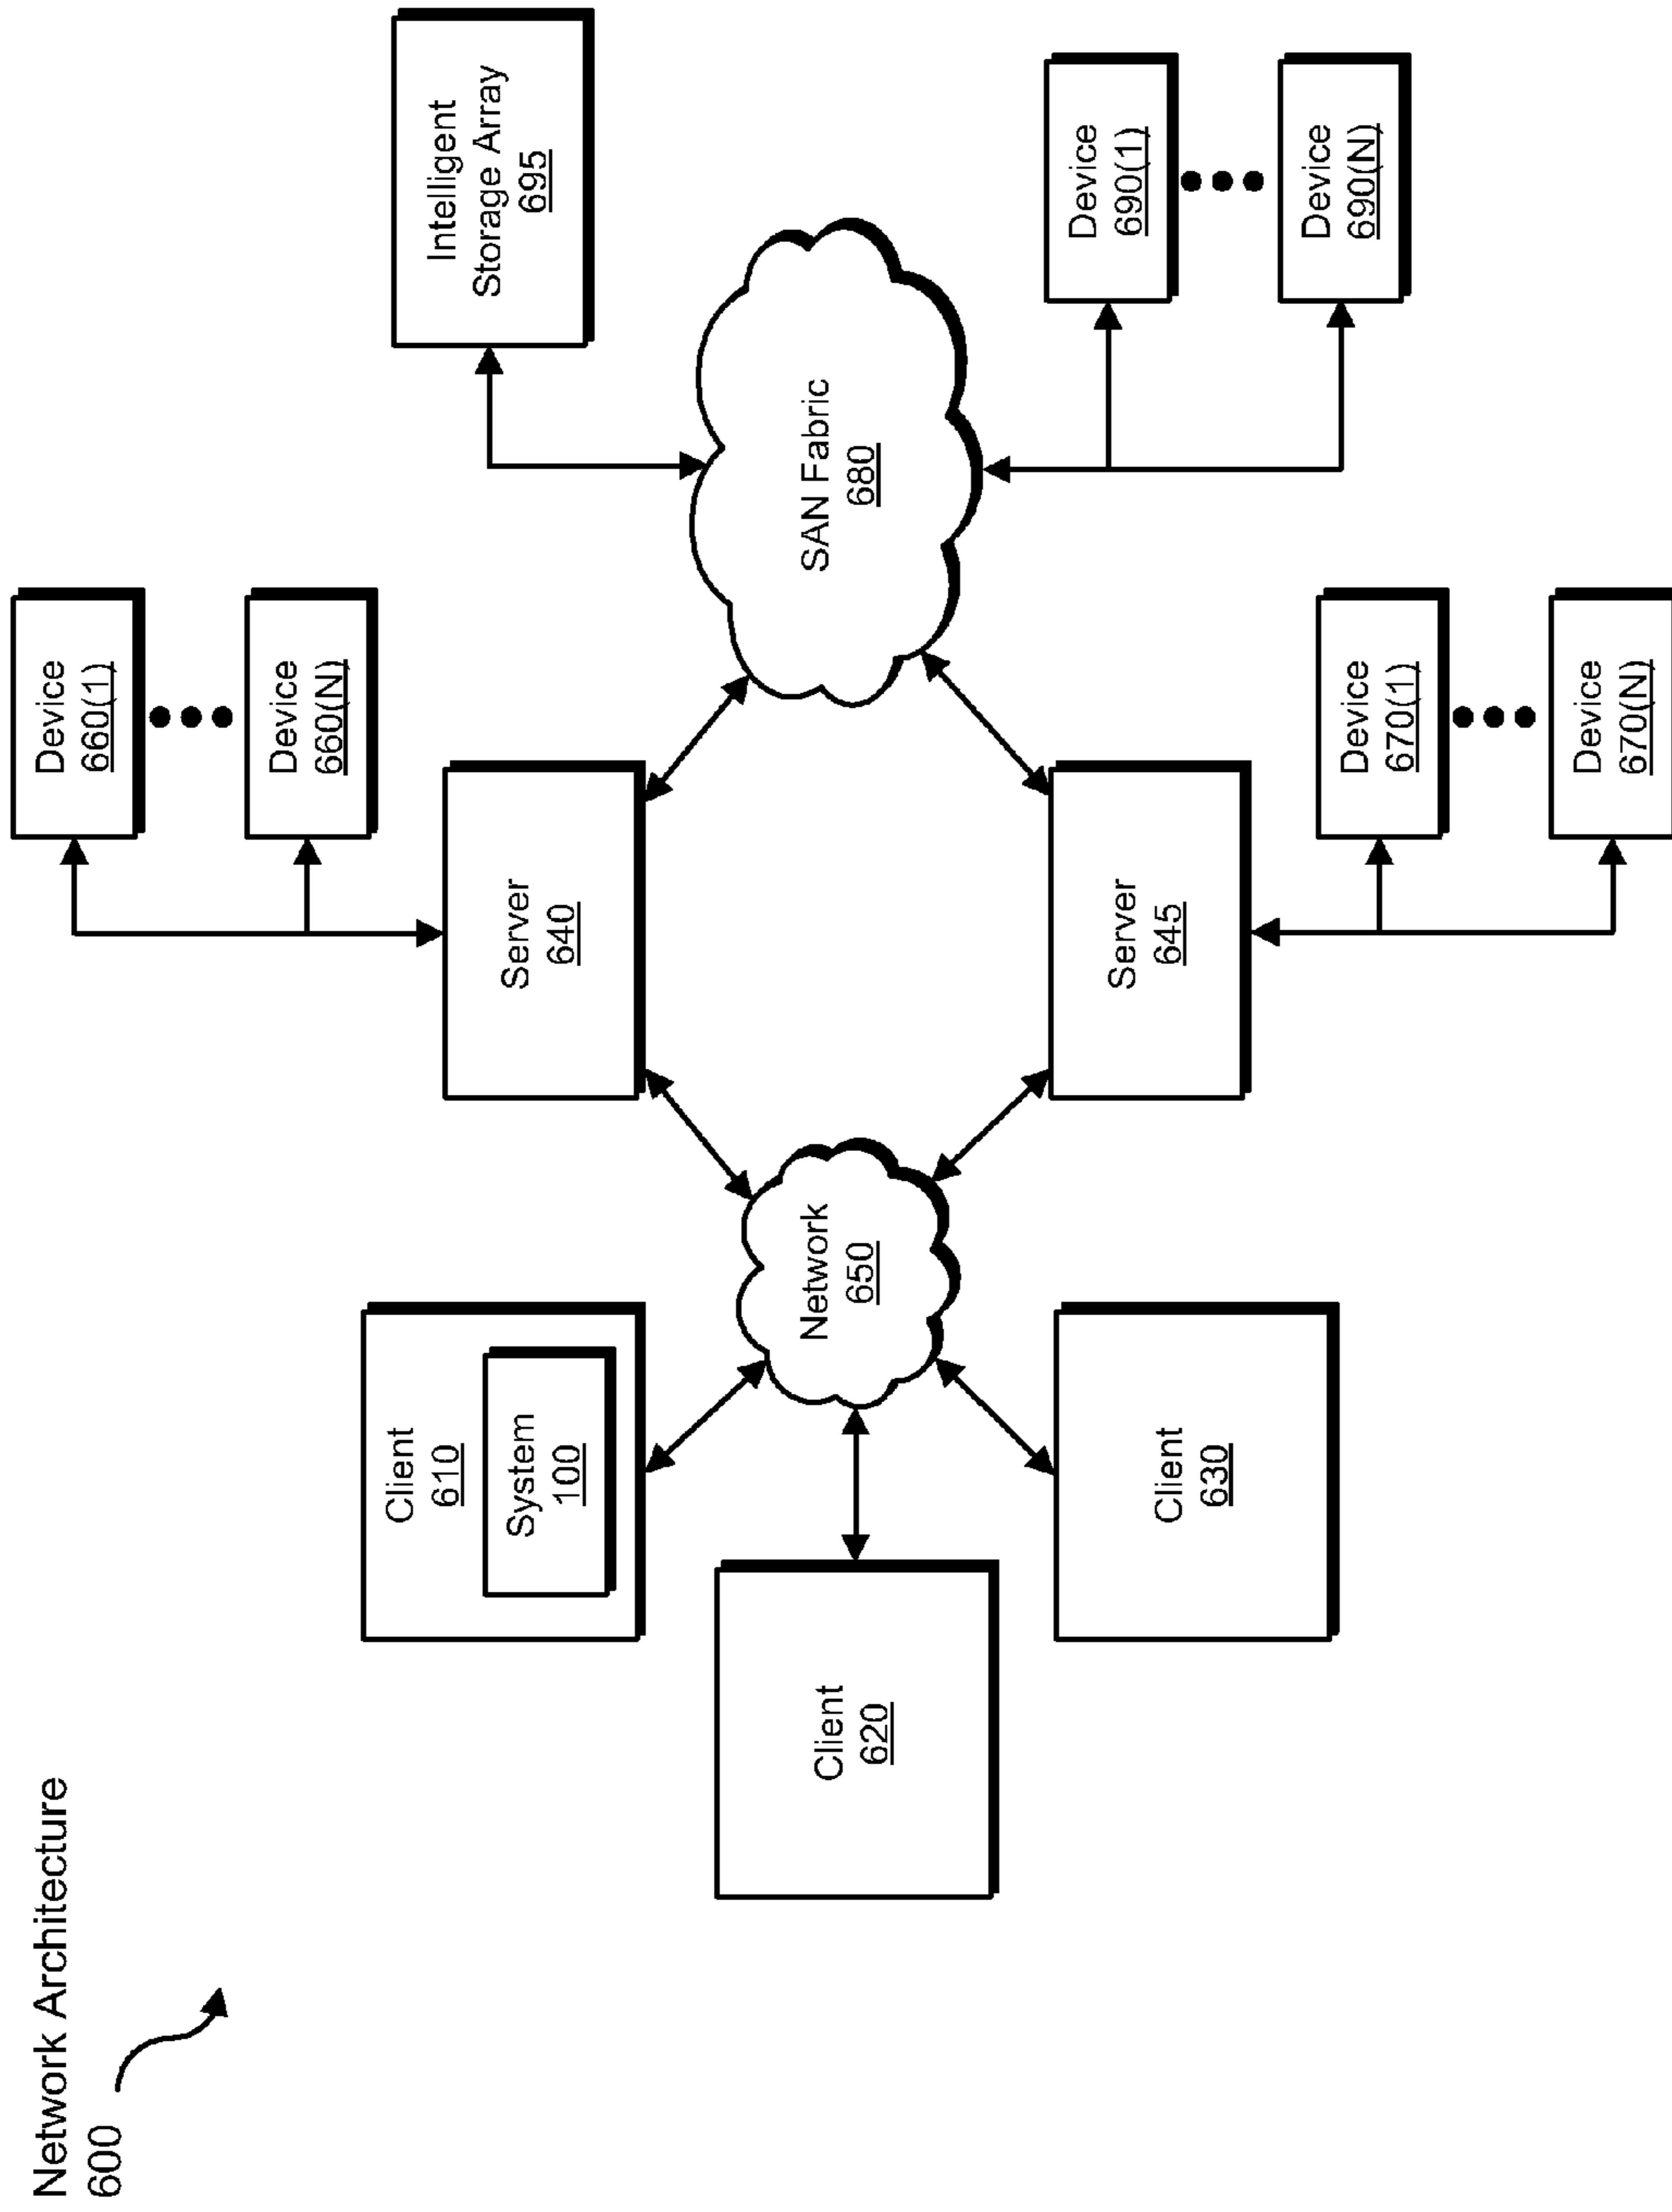 Network Architecture
600
Device
660(1)
Device
660(N)
Intelligent
Storage Array
695
Client
610
System
100
Server
640
Client
620
Network
650
SAN Fabric
680
Client
630
Server
645
Device
690(1)
Device
690(N)
Device
670(1)
Device
670(N)